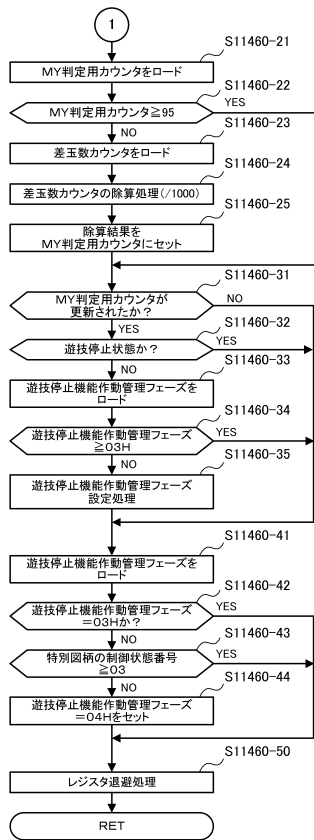 1
S11460-21
MY判定用カウンタをロード
S11460-22
MY判定用カウンタ≧95
YES
NO
S11460-23
差玉数カウンタをロード
S11460-24
差玉数カウンタの除算処理(/1000)
S11460-25
除算結果を
MY判定用カウンタにセット
S11460-31
MY判定用カウンタが
更新されたか?
NO
YES
S11460-32
遊技停止状態か?
YES
NO
S11460-33
遊技停止機能作動管理フェーズを
ロード
S11460-34
遊技停止機能作動管理フェーズ
≧03H
YES
NO
S11460-35
遊技停止機能作動管理フェーズ
設定処理
S11460-41
遊技停止機能作動管理フェーズを
ロード
S11460-42
遊技停止機能作動管理フェーズ
=03Hか?
YES
NO
S11460-43
特別図柄の制御状態番号
≧03
YES
NO
S11460-44
遊技停止機能作動管理フェーズ
=04Hをセット
S11460-50
レジスタ退避処理
RET